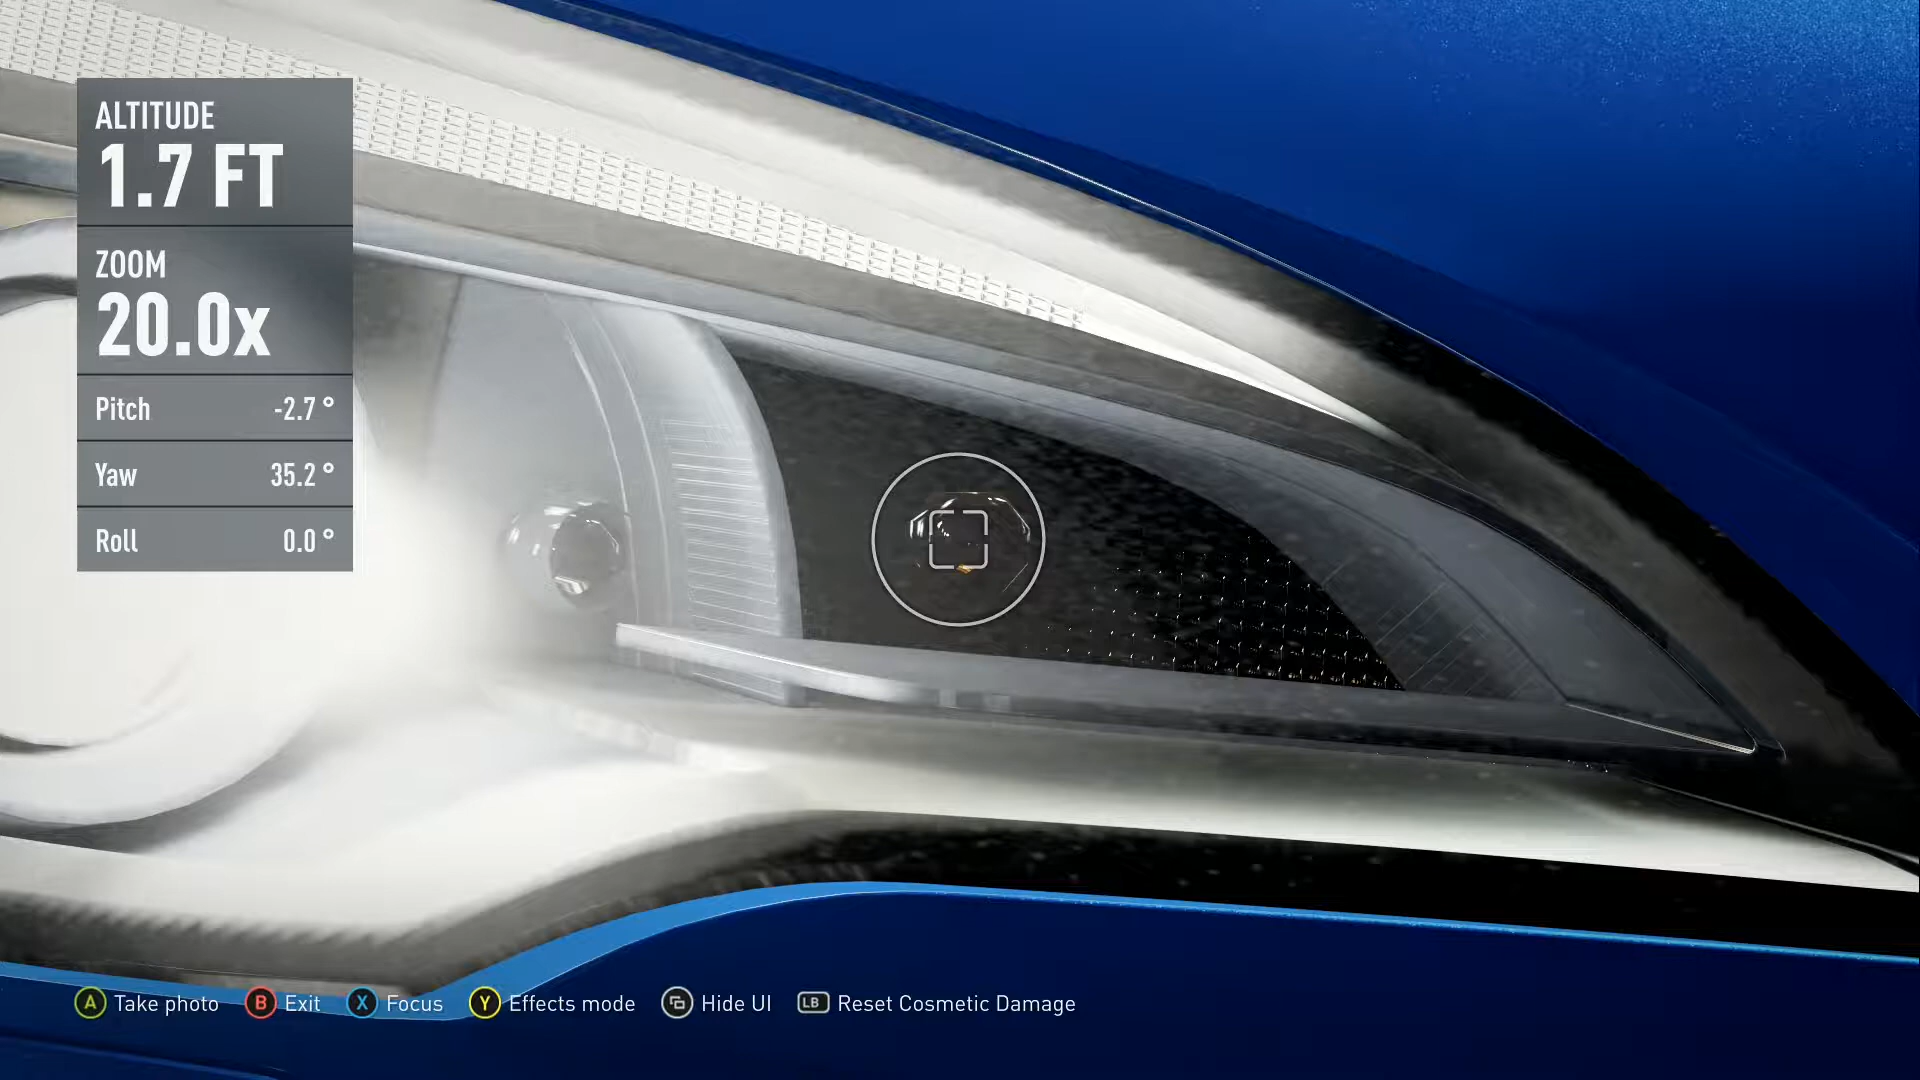 ALTITUDE
1.7 FT
ZOOM
20.0x
Pitch -2.7 °
Yaw 35.2 °
Roll 0.0 °
A Take photo B Exit X Focus Y Effects mode Hide UI LB Reset Cosmetic Damage